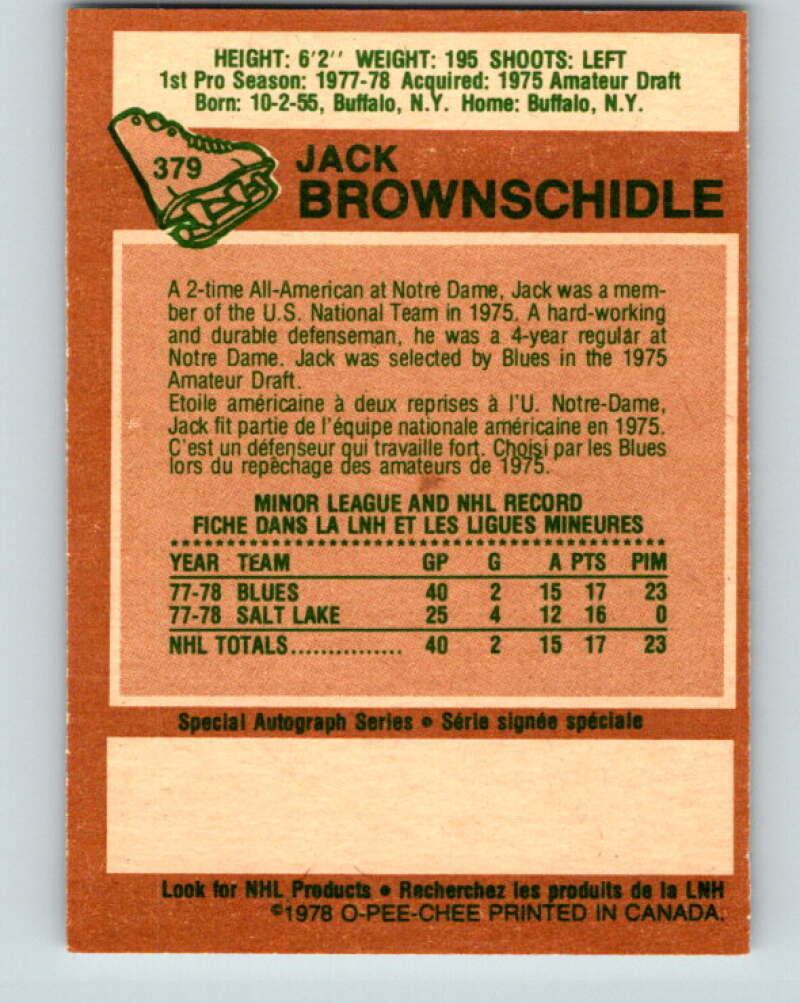 HEIGHT: 6'2'' WEIGHT: 195 SHOOTS: LEFT
1st Pro Season: 1977-78 Acquired: 1975 Amateur Draft
Born: 10-2-55, Buffalo, N.Y. Home: Buffalo, N.Y.
379
JACK
BROWNSCHIDLE
A 2-time All-American at Notre Dame, Jack was a mem-
ber of the U.S. National Team in 1975. A hard-working
and durable defenseman, he was a 4-year regular at
Notre Dame. Jack was selected by Blues in the 1975
Amateur Draft.
Etoile américaine à deux reprises à l'U. Notre-Dame,
Jack fit partie de l'équipe nationale américaine en 1975.
C'est un défenseur qui travaille fort. Choisi par les Blues
lors du repêchage des amateurs de 1975.
MINOR LEAGUE AND NHL RECORD
FICHE DANS LA LNH ET LES LIGUES MINEURES
YEAR TEAM GP G A PTS PIM
77-78 BLUES 40 2 15 17 23
77-78 SALT LAKE 25 4 12 16 0
NHL TOTALS............... 40 2 15 17 23
Special Autograph Series • Série signée spéciale
Look for NHL Products • Recherchez les produits de la LNH
©1978 O-PEE-CHEE PRINTED IN CANADA.